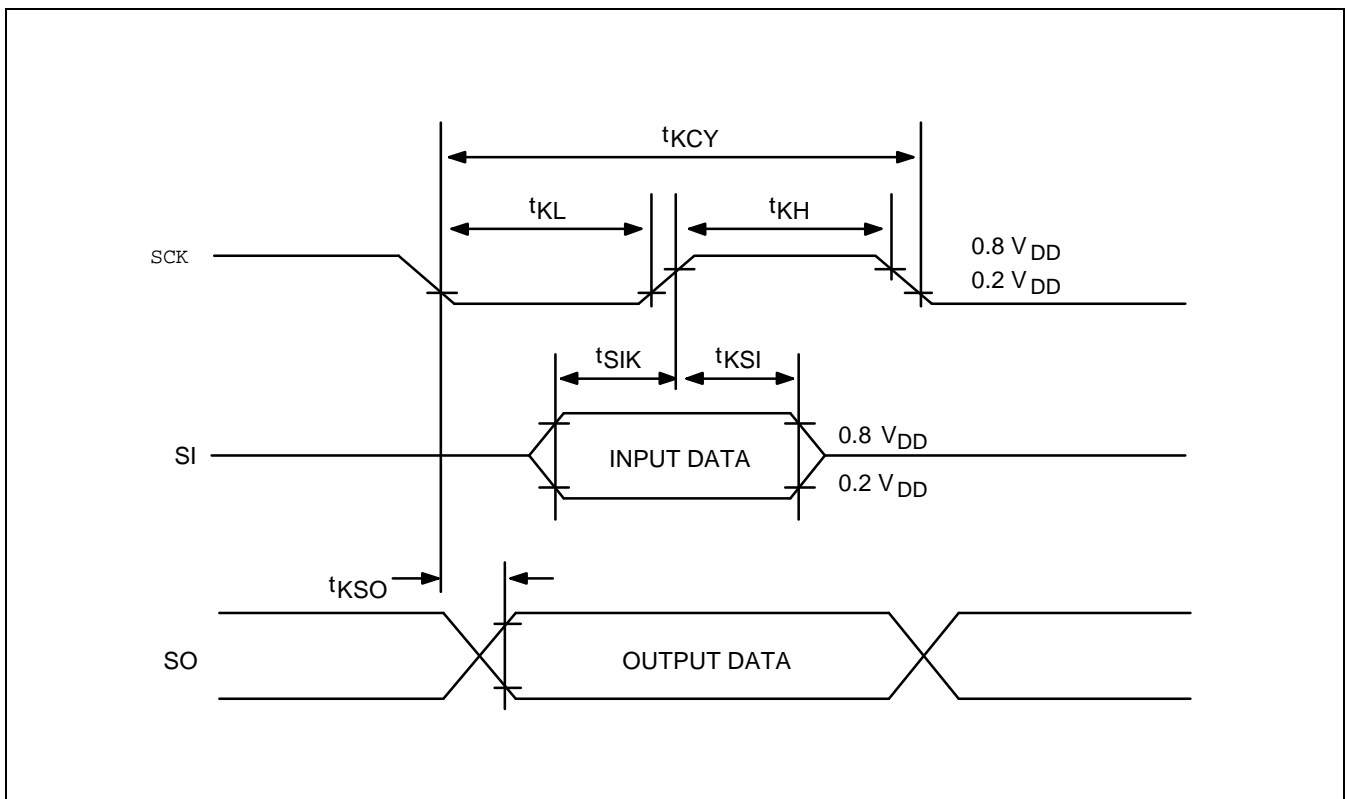 tKCY
tKL
tKH
SCK
0.8 VDD
0.2 VDD
tSIK
tKSI
SI
INPUT DATA
0.8 VDD
0.2 VDD
tKSO
SO
OUTPUT DATA